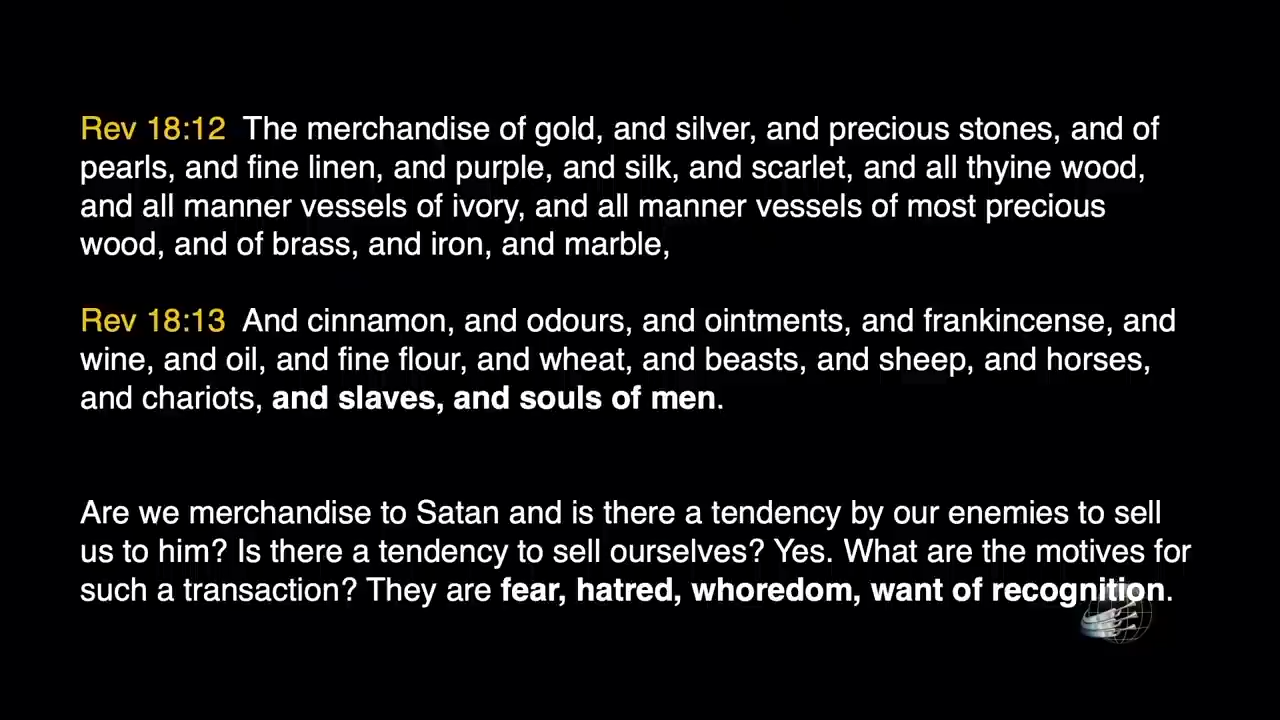 Rev 18:12 The merchandise of gold, and silver, and precious stones, and of
pearls, and fine linen, and purple, and silk, and scarlet, and all thyine wood,
and all manner vessels of ivory, and all manner vessels of most precious
wood, and of brass, and iron, and marble,
Rev 18:13 And cinnamon, and odours, and ointments, and frankincense, and
wine, and oil, and fine flour, and wheat, and beasts, and sheep, and horses,
and chariots, and slaves, and souls of men.
Are we merchandise to Satan and is there a tendency by our enemies to sell
us to him? Is there a tendency to sell ourselves? Yes. What are the motives for
such a transaction? They are fear, hatred, whoredom, want of recognition.